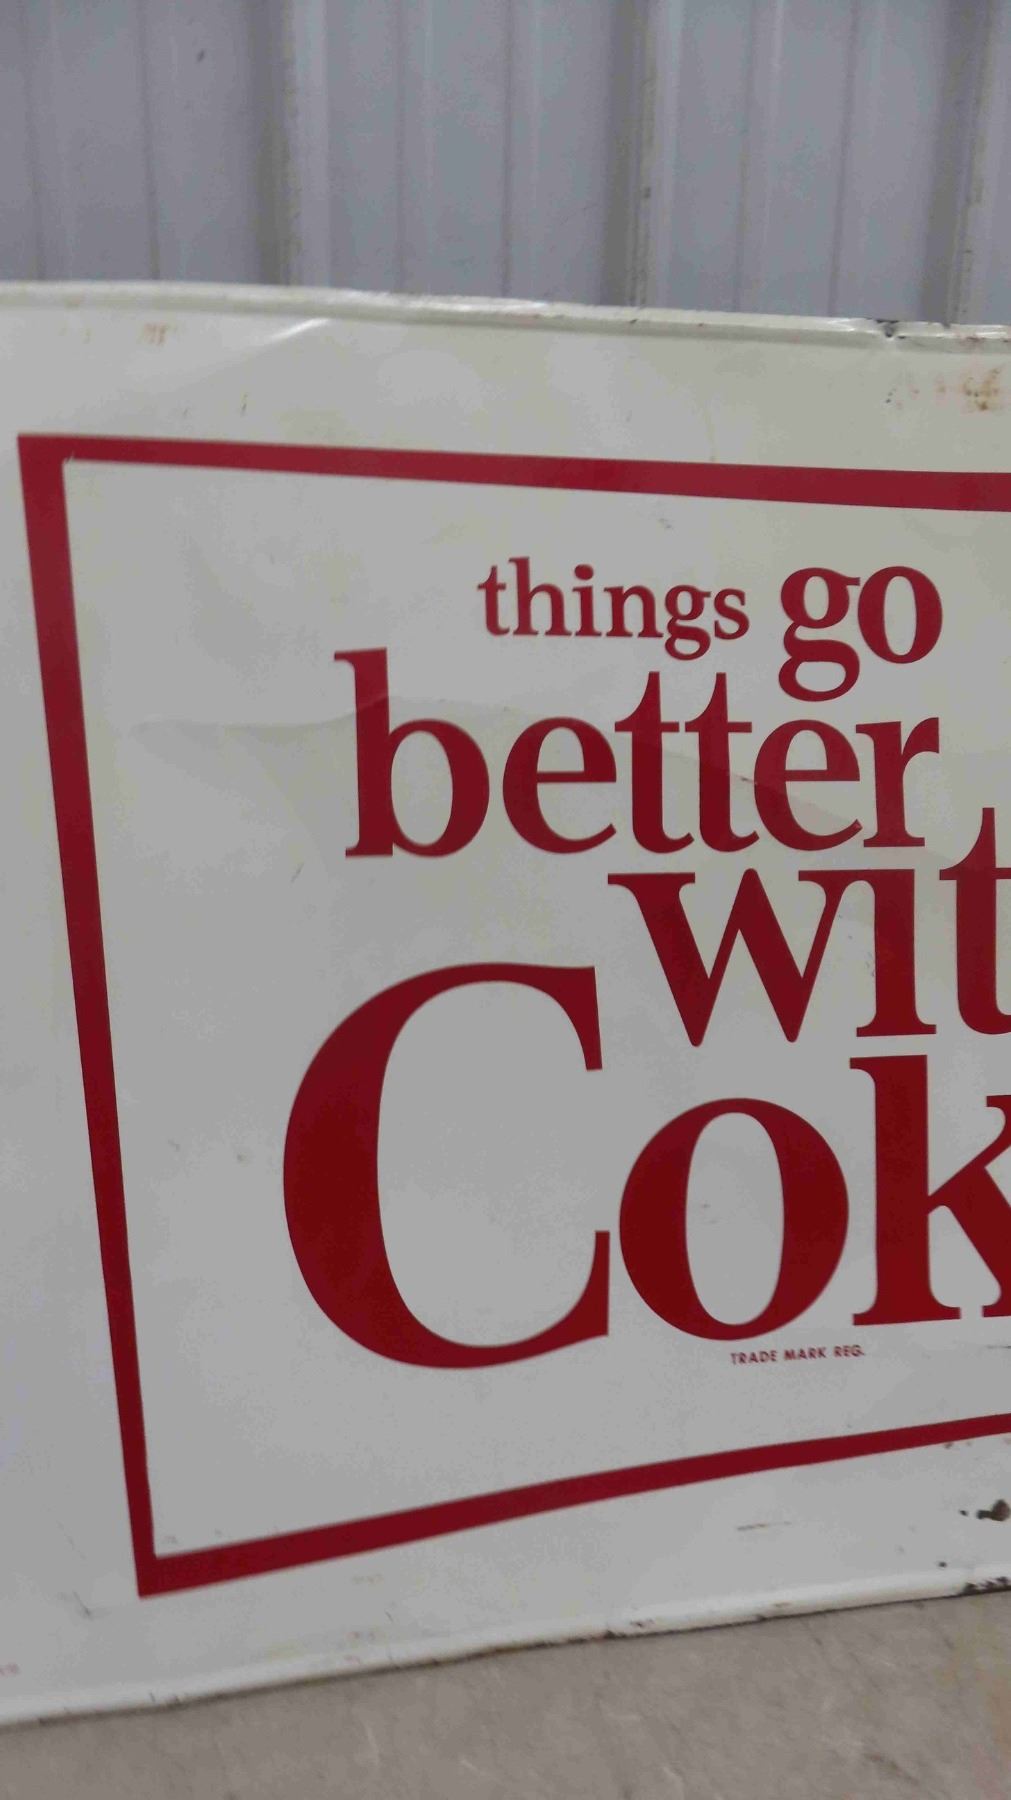 things go
better
wit
Cok
TRADE MARK REG.